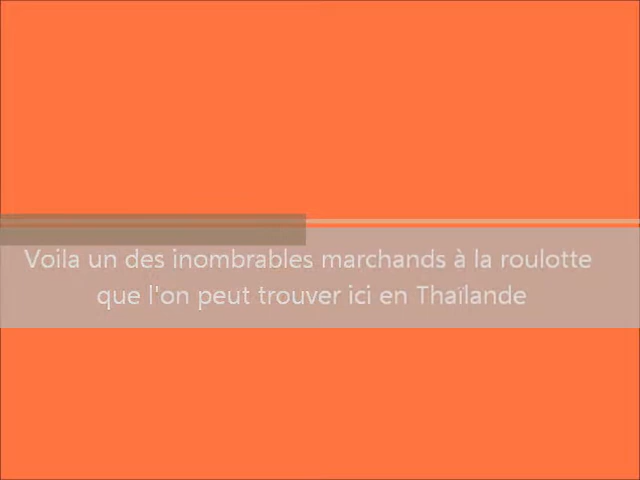 Voila un des inombrables marchands à la roulotte
que l'on peut trouver ici en Thaïlande